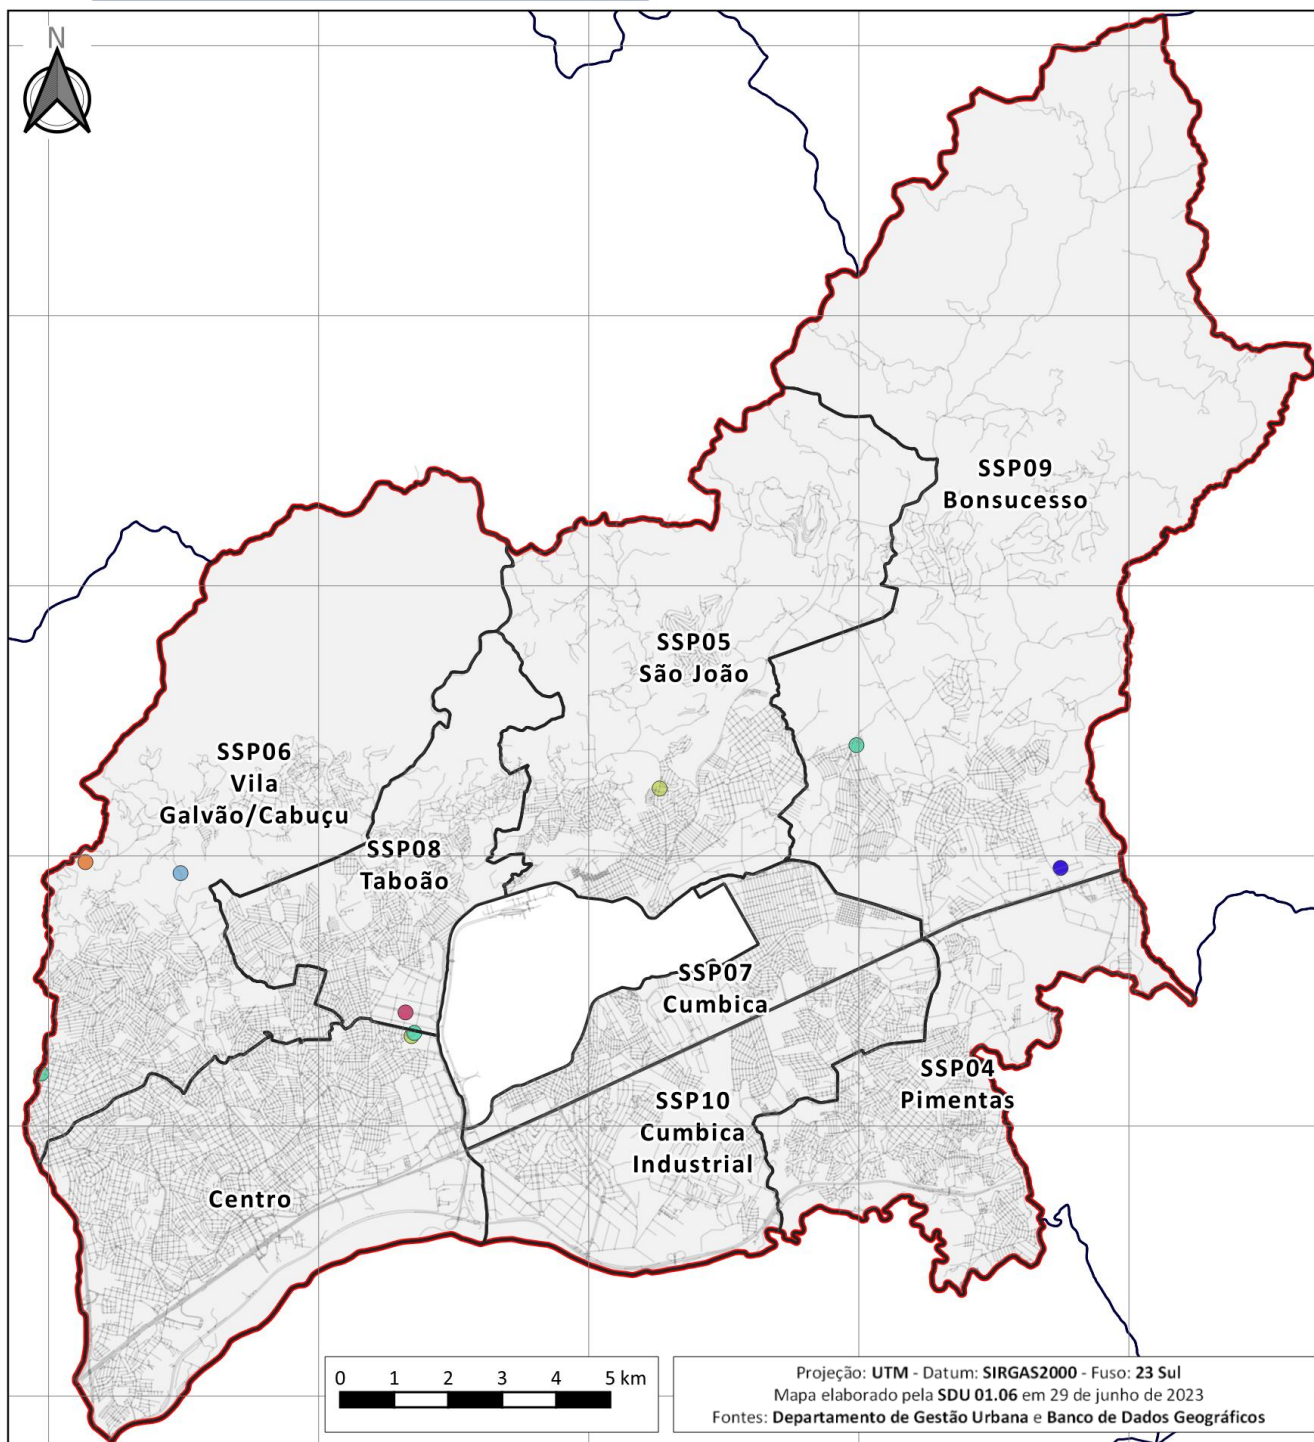 N
SSP09
Bonsucesso
SSP05
São João
SSP06
Vila
Galvão/Cabuçu
SSP08
Taboão
SSP07
Cumbica
SSP04
Pimentas
SSP10
Cumbica
Industrial
Centro
0 1 2 3 4 5 km
Projeção: UTM - Datum: SIRGAS2000 - Fuso: 23 Sul
Mapa elaborado pela SDU 01.06 em 29 de junho de 2023
Fontes: Departamento de Gestão Urbana e Banco de Dados Geográficos